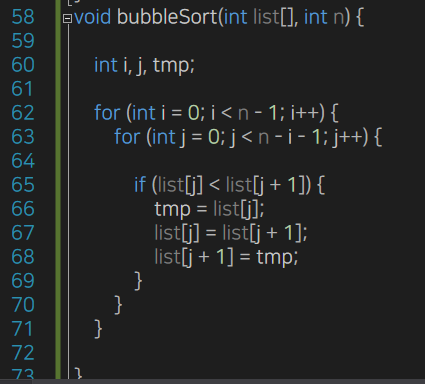 58 void bubbleSort(int list[], int n) {
59
60 int i, j, tmp;
61
62 for (int i = 0; i < n - 1; i++) {
63 for (int j = 0; j < n - i - 1; j++) {
64
65 if (list[j] < list[j + 1]) {
66 tmp = list[j];
67 list[j] = list[j + 1];
68 list[j + 1] = tmp;
69 }
70 }
71 }
72
73 }